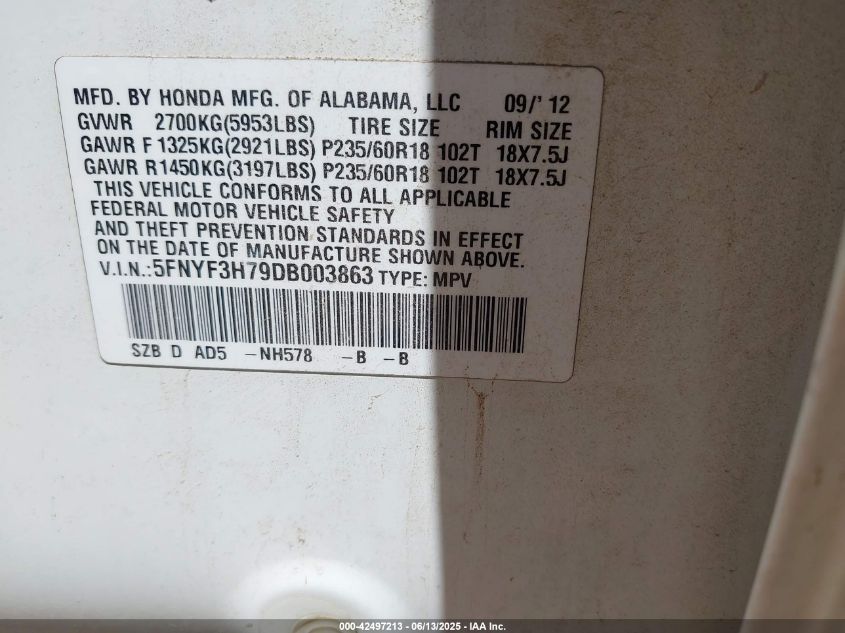 MFD. BY HONDA MFG. OF ALABAMA, LLC 09/' 12
GVWR 2700KG(5953LBS) TIRE SIZE RIM SIZE
GAWR F 1325KG(2921LBS) P235/60R18 102T 18X7.5J
GAWR R1450KG(3197LBS) P235/60R18 102T 18X7.5J
THIS VEHICLE CONFORMS TO ALL APPLICABLE
FEDERAL MOTOR VEHICLE SAFETY
AND THEFT PREVENTION STANDARDS IN EFFECT
ON THE DATE OF MANUFACTURE SHOWN ABOVE.
V.I.N.:5FNYF3H79DB003863 TYPE: MPV
SZB D AD5 -NH578 -B -B
000-42497213 - 06/13/2025 - IAA Inc.